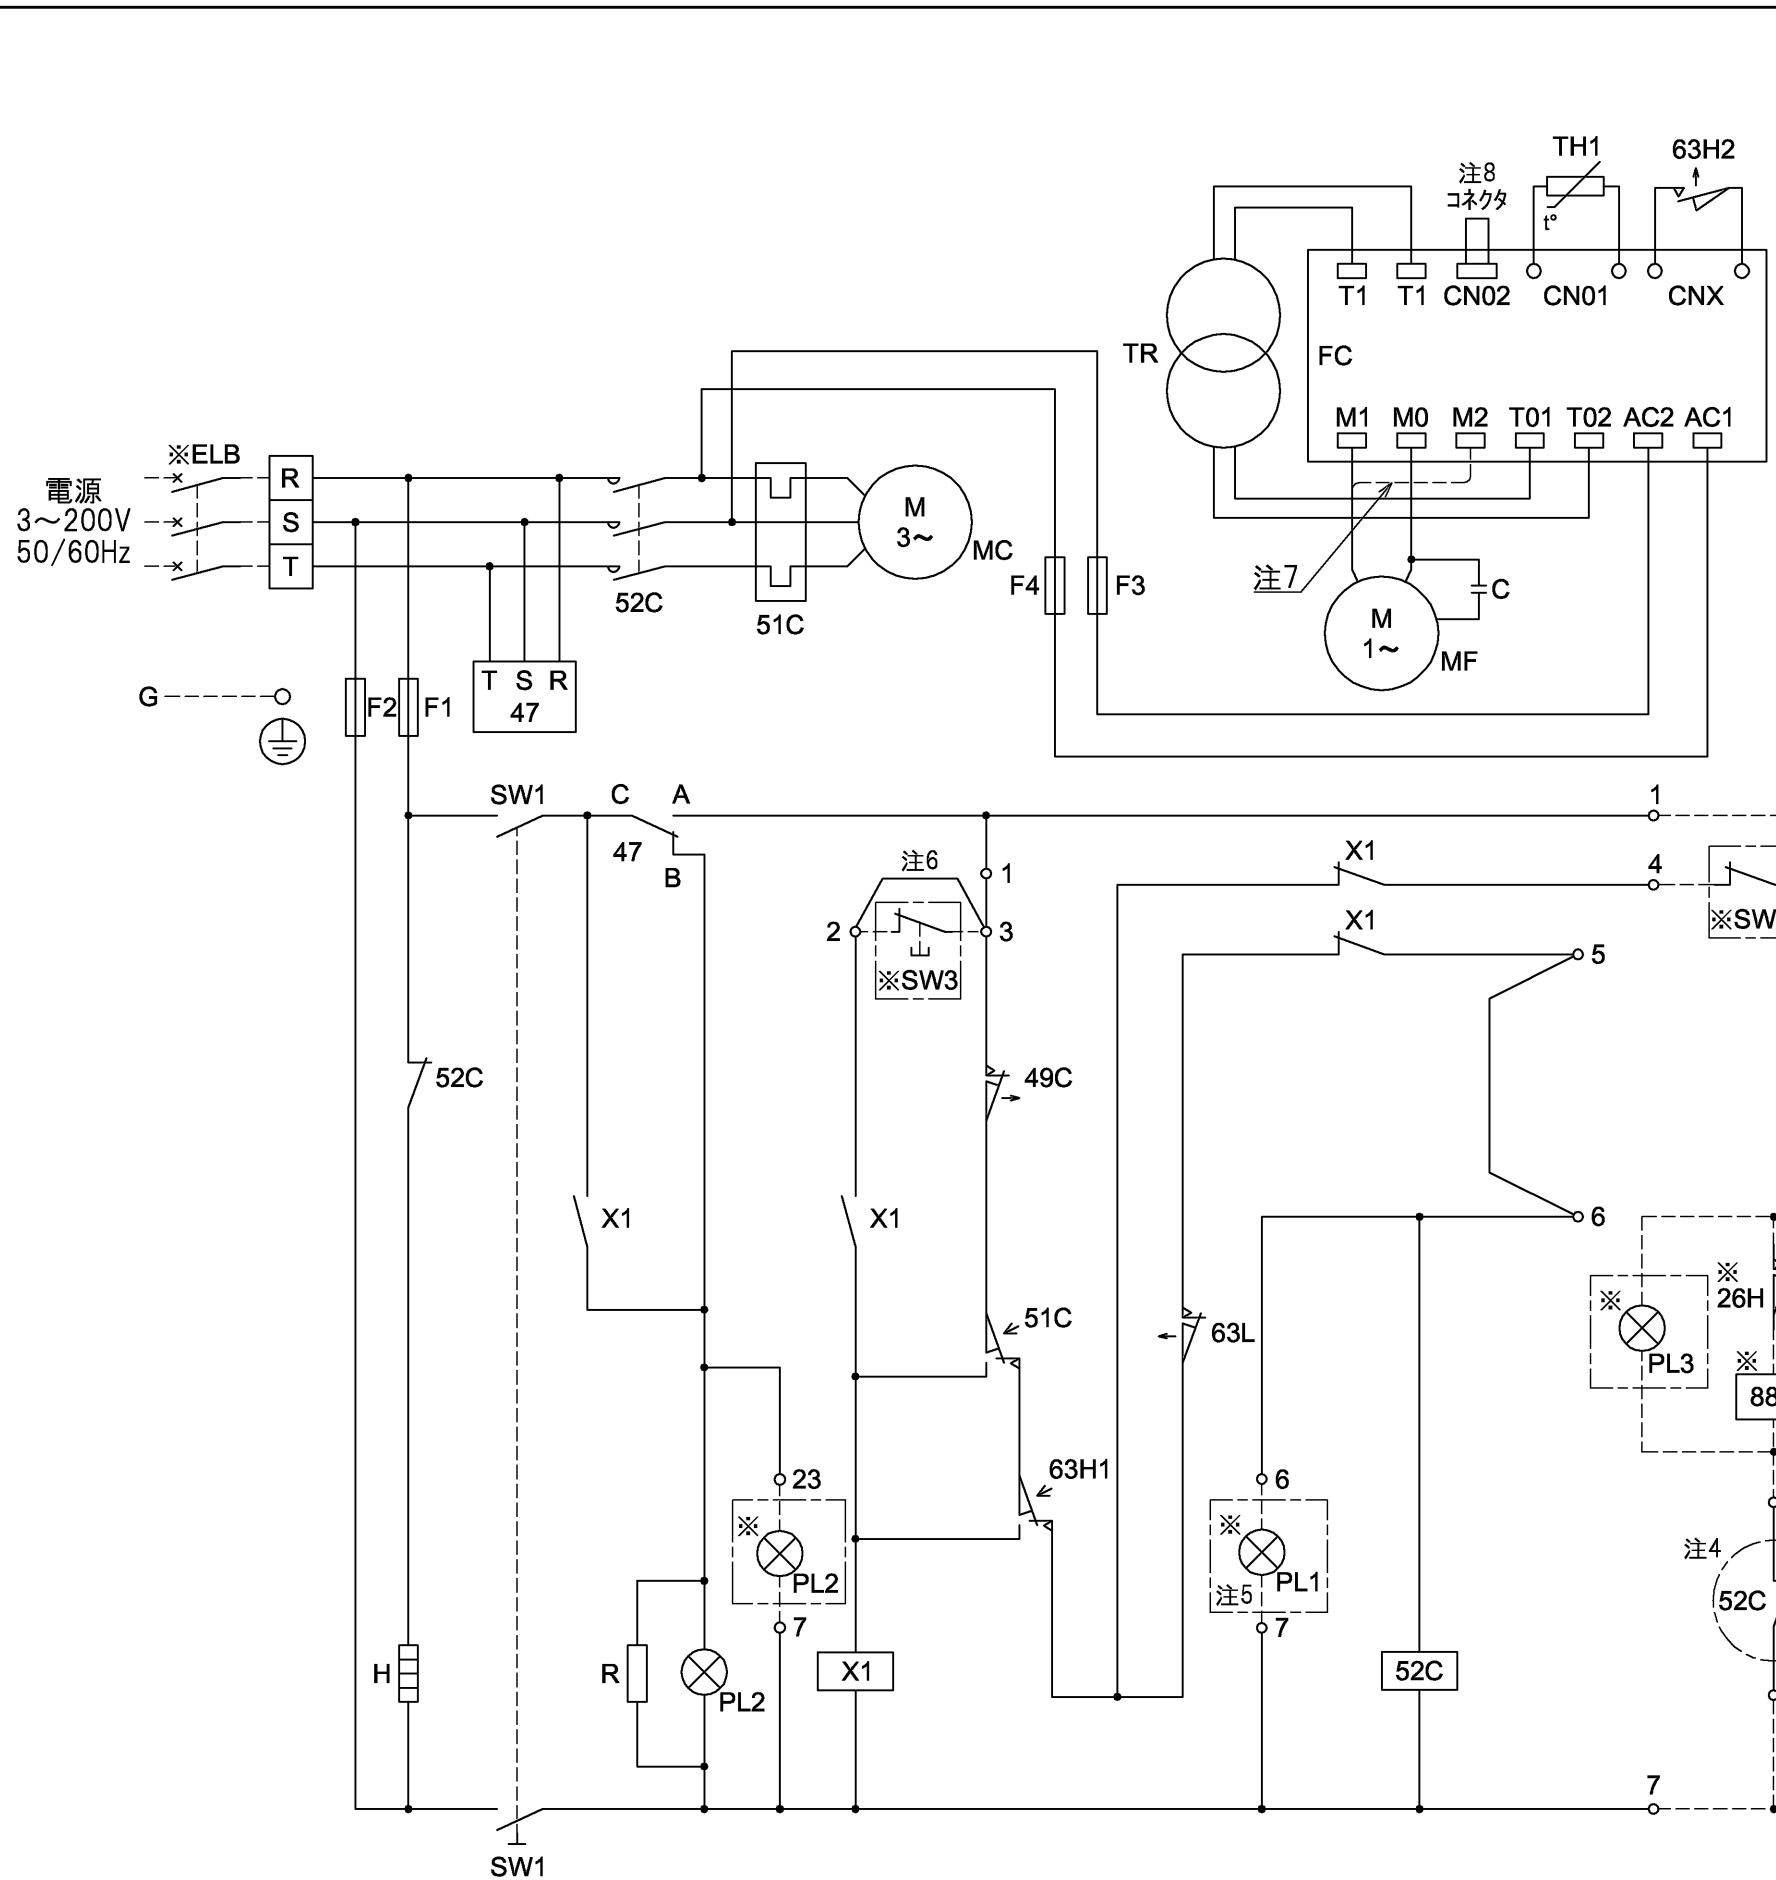 TH1
63H2
注8
コネクタ
t°
T1 T1 CN02 CN01 CNX
TR
FC
M1 M0 M2 T01 T02 AC2 AC1
※ELB
電源
3～200V
50/60Hz
R
S
T
M
3～
MC
52C
51C
F4
F3
注7
C
M
1～
MF
G
F2
F1
T S R
47
SW1
C
A
47
B
1
注6
1
2
3
※SW3
X1
4
※SW
X1
5
52C
49C
X1
X1
6
51C
63L
※
※
26H
PL3
※
88
23
63H1
6
※
PL2
7
※
PL1
注5
7
注4
52C
H
R
PL2
X1
52C
7
SW1